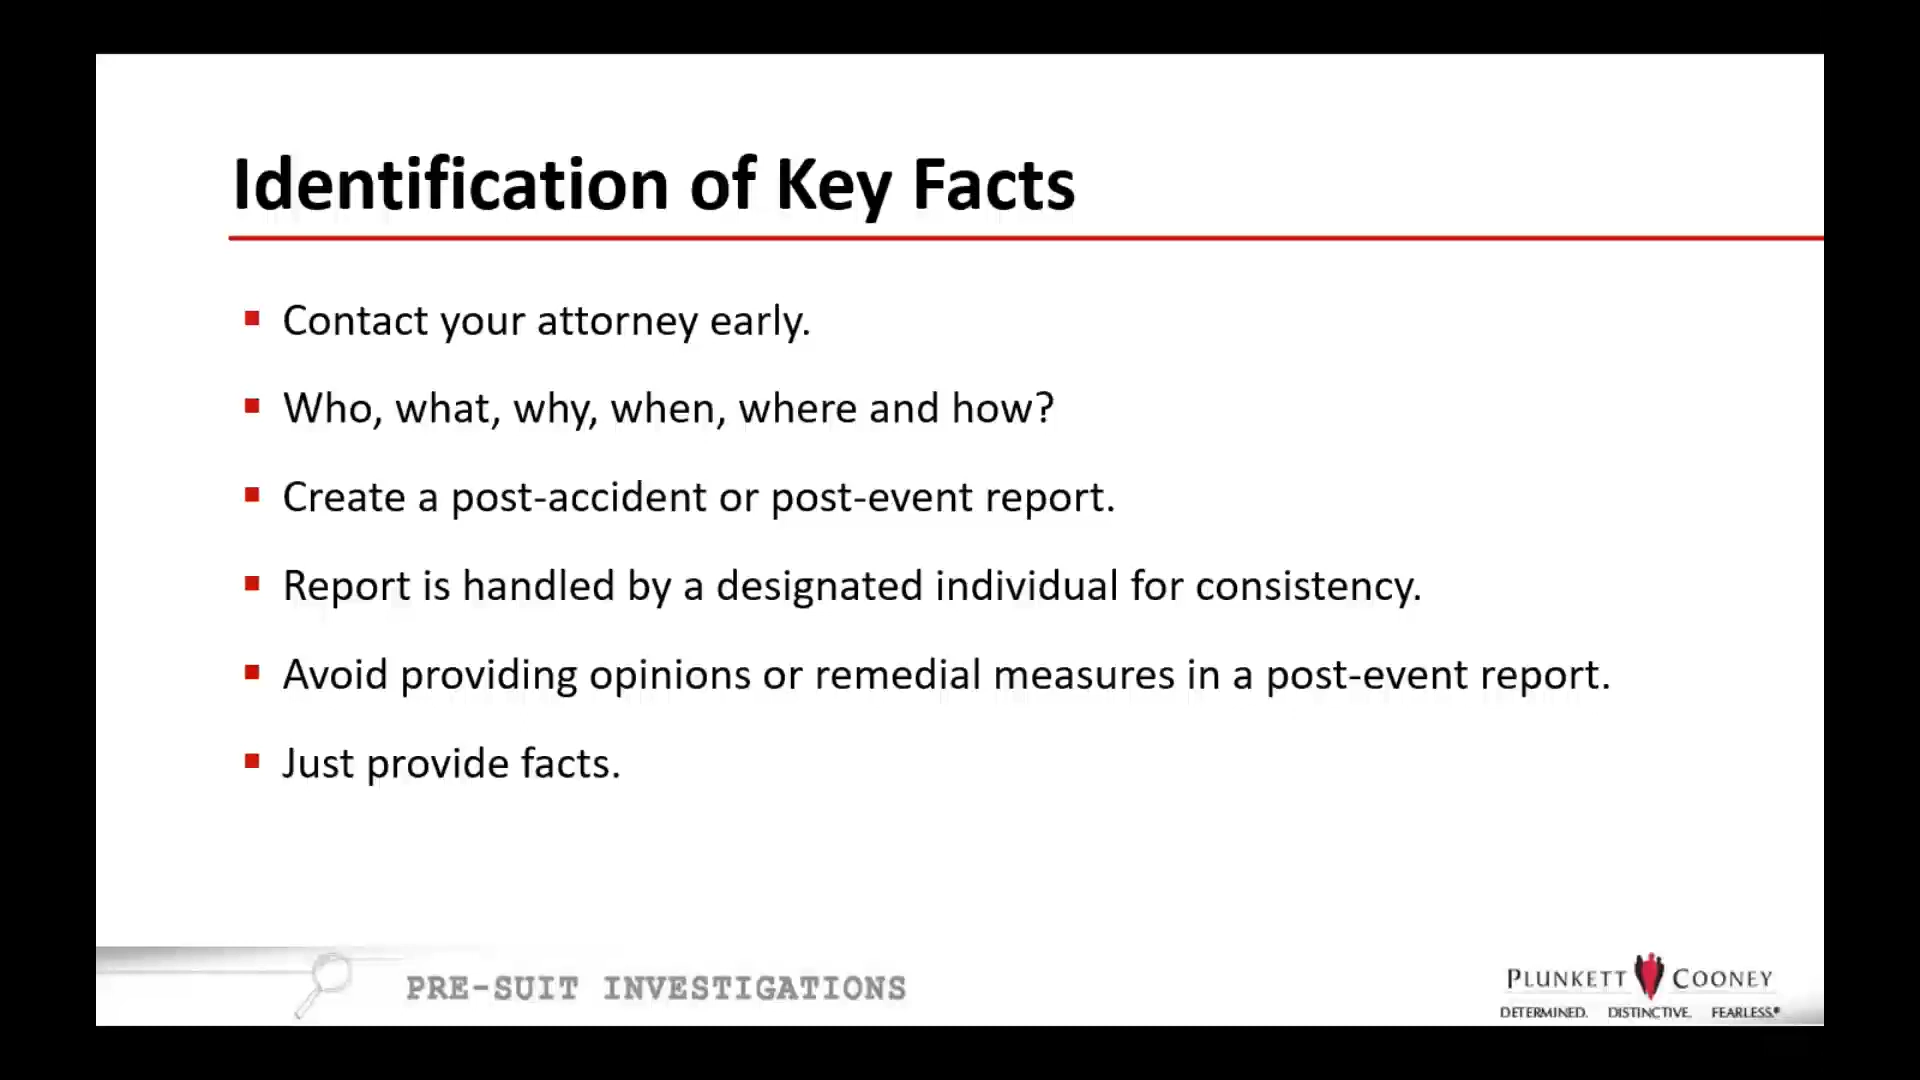 Identification of Key Facts
Contact your attorney early.
Who, what, why, when, where and how?
Create a post-accident or post-event report.
Report is handled by a designated individual for consistency.
Avoid providing opinions or remedial measures in a post-event report.
Just provide facts.
PRE-SUIT INVESTIGATIONS
PLUNKETT COONEY
DETERMINED. DISTINCTIVE. FEARLESS.®